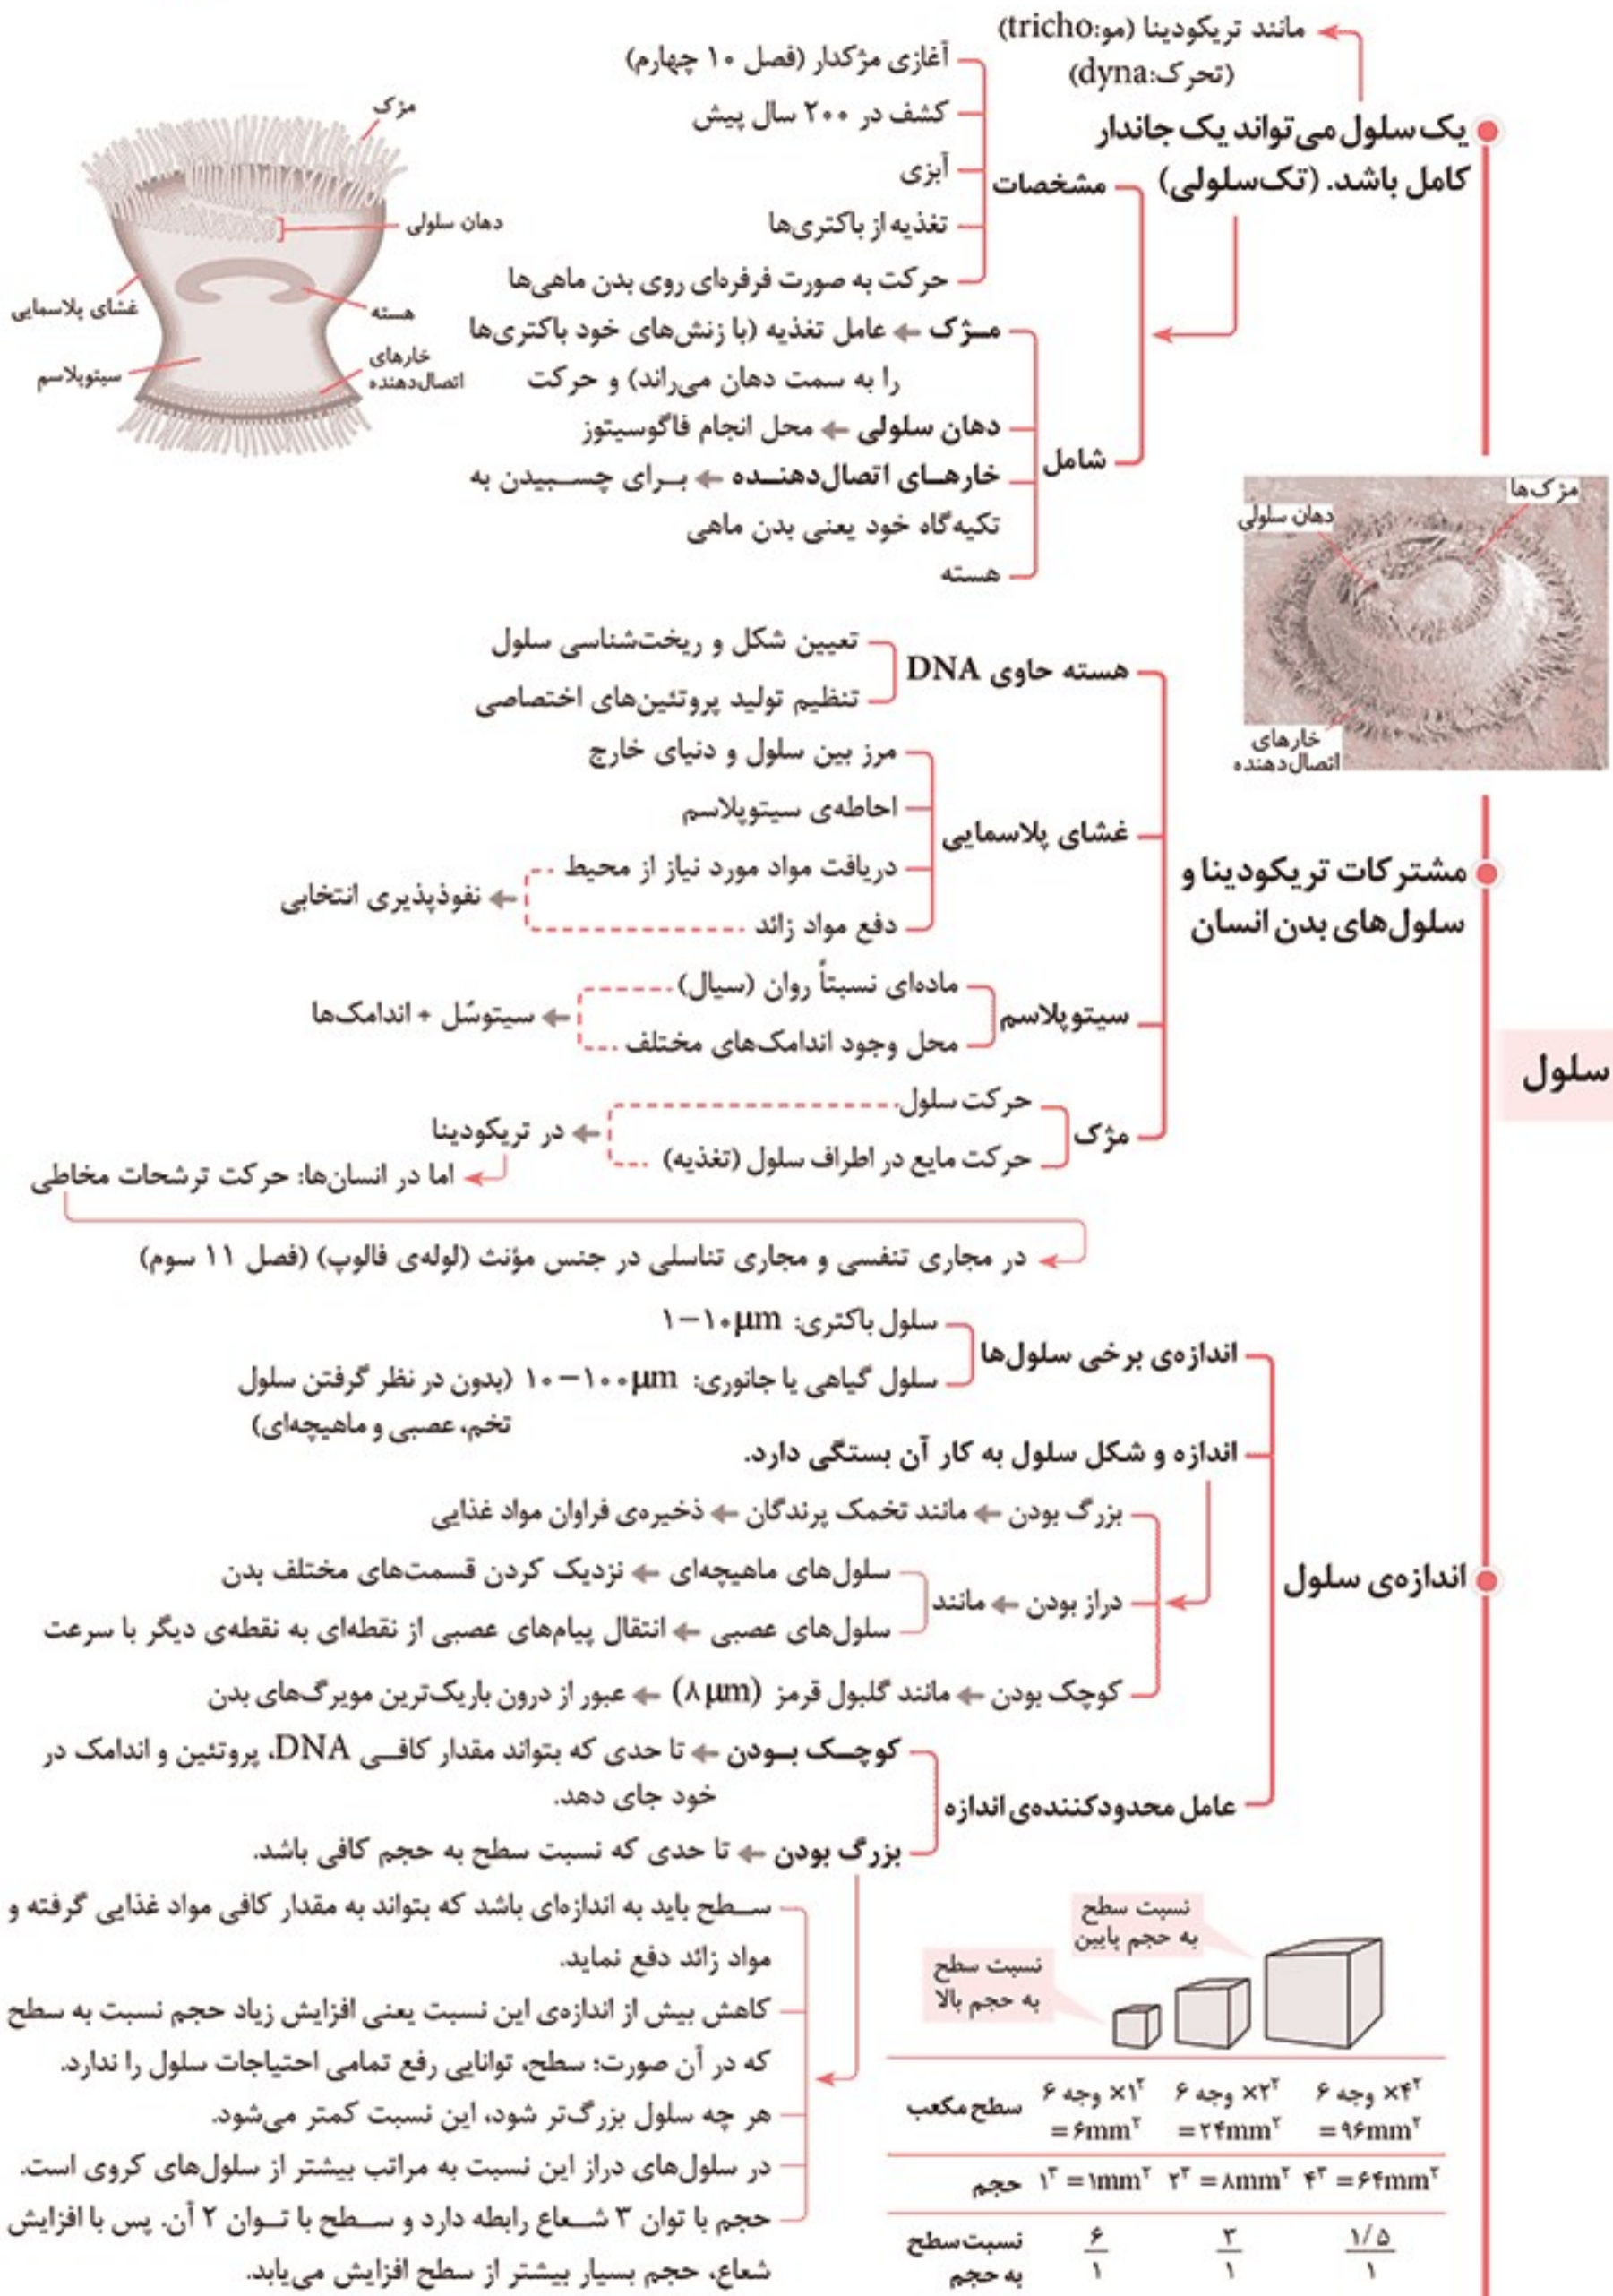 سلول
یک سلول می‌تواند یک جاندار
کامل باشد. (تک‌سلولی)
مانند تریکودینا (مو:tricho)
(تحرک:dyna)
مشخصات
آغازی مژکدار (فصل ۱۰ چهارم)
کشف در ۲۰۰ سال پیش
آبزی
تغذیه از باکتری‌ها
حرکت به صورت فرفره‌ای روی بدن ماهی‌ها
شامل
مـژک ← عامل تغذیه (با زنش‌های خود باکتری‌ها
را به سمت دهان می‌راند) و حرکت
دهان سلولی ← محل انجام فاگوسیتوز
خارهـای اتصال‌دهنـده ← بـرای چسـبیدن به
تکیه‌گاه خود یعنی بدن ماهی
هسته
مژک
دهان سلولی
غشای پلاسمایی
هسته
خارهای
اتصال‌دهنده
سیتوپلاسم
مژک‌ها
دهان سلولی
خارهای
اتصال‌دهنده
مشترکات تریکودینا و
سلول‌های بدن انسان
هسته حاوی DNA
تعیین شکل و ریخت‌شناسی سلول
تنظیم تولید پروتئین‌های اختصاصی
غشای پلاسمایی
مرز بین سلول و دنیای خارج
احاطه‌ی سیتوپلاسم
دریافت مواد مورد نیاز از محیط
دفع مواد زائد
← نفوذپذیری انتخابی
سیتوپلاسم
ماده‌ای نسبتاً روان (سیال)
محل وجود اندامک‌های مختلف
← سیتوسُل + اندامک‌ها
مژک
حرکت سلول
حرکت مایع در اطراف سلول (تغذیه)
← در تریکودینا
اما در انسان‌ها: حرکت ترشحات مخاطی
در مجاری تنفسی و مجاری تناسلی در جنس مؤنث (لوله‌ی فالوپ) (فصل ۱۱ سوم)
اندازه‌ی سلول
اندازه‌ی برخی سلول‌ها
سلول باکتری: ۱−۱۰μm
سلول گیاهی یا جانوری: ۱۰−۱۰۰μm (بدون در نظر گرفتن سلول
تخم، عصبی و ماهیچه‌ای)
اندازه و شکل سلول به کار آن بستگی دارد.
بزرگ بودن ← مانند تخمک پرندگان ← ذخیره‌ی فراوان مواد غذایی
دراز بودن ← مانند
سلول‌های ماهیچه‌ای ← نزدیک کردن قسمت‌های مختلف بدن
سلول‌های عصبی ← انتقال پیام‌های عصبی از نقطه‌ای به نقطه‌ی دیگر با سرعت
کوچک بودن ← مانند گلبول قرمز (۸μm) ← عبور از درون باریک‌ترین مویرگ‌های بدن
عامل محدودکننده‌ی اندازه
کوچـک بـودن ← تا حدی که بتواند مقدار کافـی DNA، پروتئین و اندامک در
خود جای دهد.
بزرگ بودن ← تا حدی که نسبت سطح به حجم کافی باشد.
سـطح باید به اندازه‌ای باشد که بتواند به مقدار کافی مواد غذایی گرفته و
مواد زائد دفع نماید.
کاهش بیش از اندازه‌ی این نسبت یعنی افزایش زیاد حجم نسبت به سطح
که در آن صورت؛ سطح، توانایی رفع تمامی احتیاجات سلول را ندارد.
هر چه سلول بزرگ‌تر شود، این نسبت کمتر می‌شود.
در سلول‌های دراز این نسبت به مراتب بیشتر از سلول‌های کروی است.
حجم با توان ۳ شـعاع رابطه دارد و سـطح با تـوان ۲ آن. پس با افزایش
شعاع، حجم بسیار بیشتر از سطح افزایش می‌یابد.
نسبت سطح
به حجم پایین
نسبت سطح
به حجم بالا
سطح مکعب
۶ وجه ×۱²
=۶mm²
۶ وجه ×۲²
=۲۴mm²
۶ وجه ×۴²
=۹۶mm²
حجم
۱³ =۱mm³ ۲³ =۸mm³ ۴³ =۶۴mm³
نسبت سطح
به حجم
۶/۱
۳/۱
۱/۵
۱